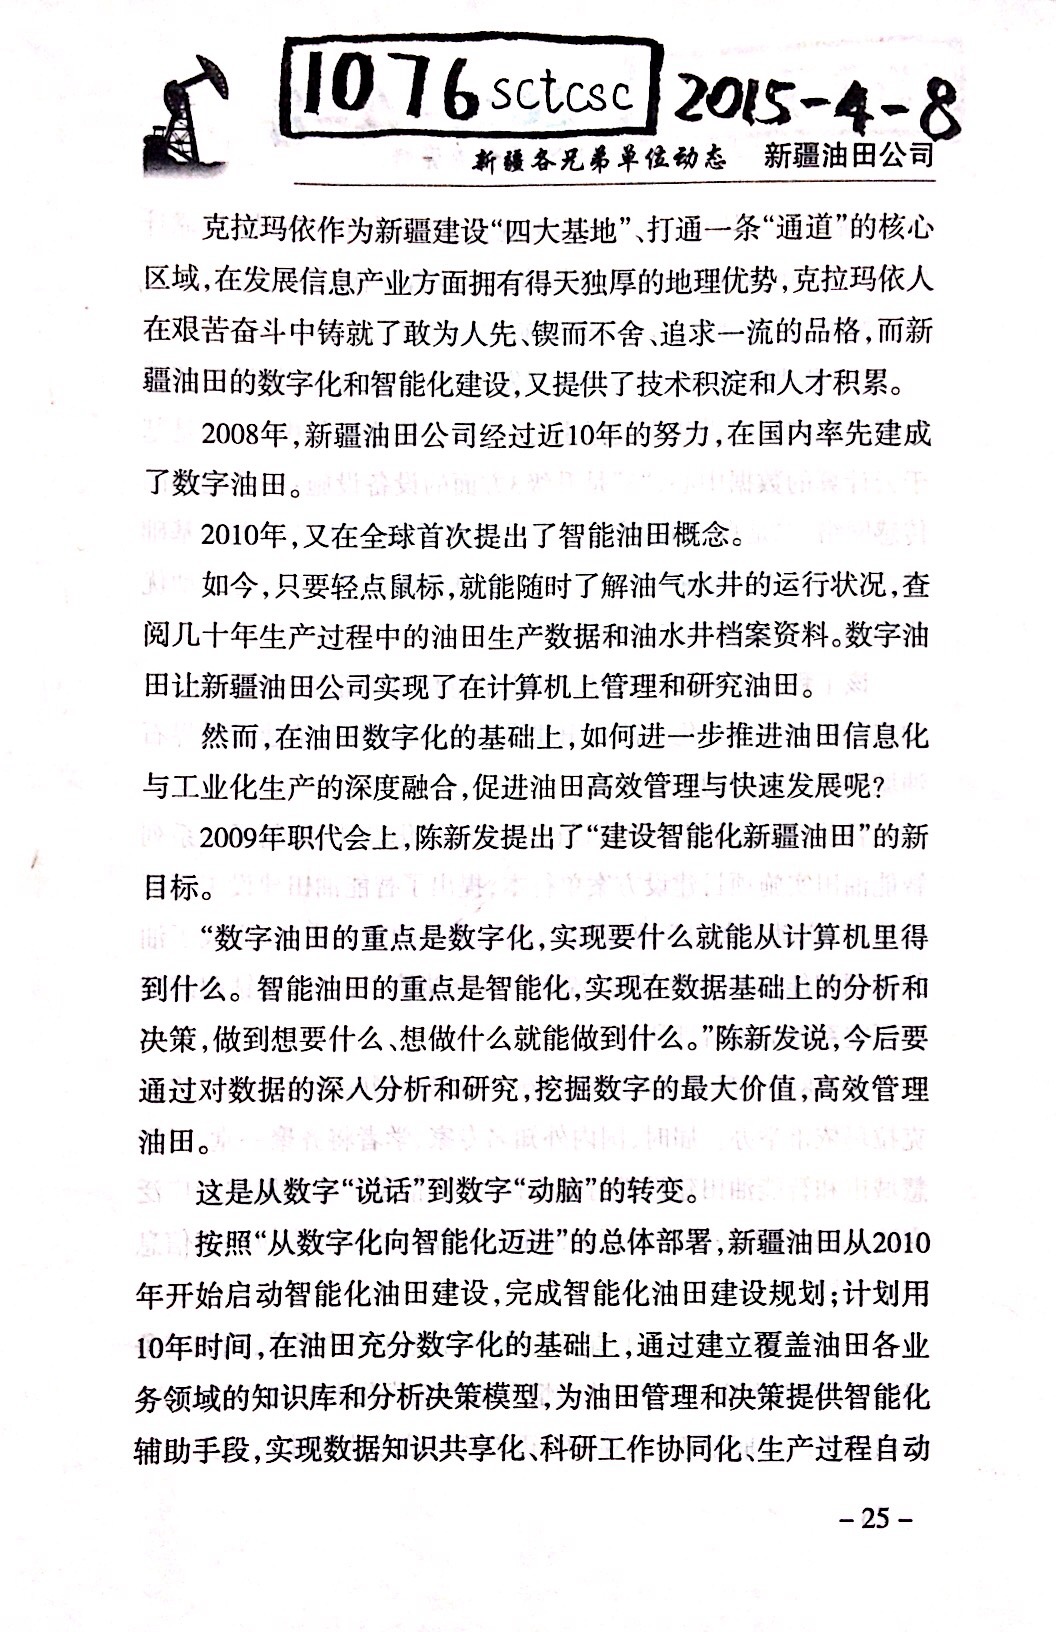 1076sctcsc 2015-4-8
新疆各兄弟单位动态 新疆油田公司
克拉玛依作为新疆建设“四大基地”、打通一条“通道”的核心
区域,在发展信息产业方面拥有得天独厚的地理优势,克拉玛依人
在艰苦奋斗中铸就了敢为人先、锲而不舍、追求一流的品格,而新
疆油田的数字化和智能化建设,又提供了技术积淀和人才积累。
2008年,新疆油田公司经过近10年的努力,在国内率先建成
了数字油田。
2010年,又在全球首次提出了智能油田概念。
如今,只要轻点鼠标,就能随时了解油气水井的运行状况,查
阅几十年生产过程中的油田生产数据和油水井档案资料。数字油
田让新疆油田公司实现了在计算机上管理和研究油田。
然而,在油田数字化的基础上,如何进一步推进油田信息化
与工业化生产的深度融合,促进油田高效管理与快速发展呢?
2009年职代会上,陈新发提出了“建设智能化新疆油田”的新
目标。
“数字油田的重点是数字化,实现要什么就能从计算机里得
到什么。智能油田的重点是智能化,实现在数据基础上的分析和
决策,做到想要什么、想做什么就能做到什么。”陈新发说,今后要
通过对数据的深入分析和研究,挖掘数字的最大价值,高效管理
油田。
这是从数字“说话”到数字“动脑”的转变。
按照“从数字化向智能化迈进”的总体部署,新疆油田从2010
年开始启动智能化油田建设,完成智能化油田建设规划;计划用
10年时间,在油田充分数字化的基础上,通过建立覆盖油田各业
务领域的知识库和分析决策模型,为油田管理和决策提供智能化
辅助手段,实现数据知识共享化、科研工作协同化、生产过程自动
- 25 -